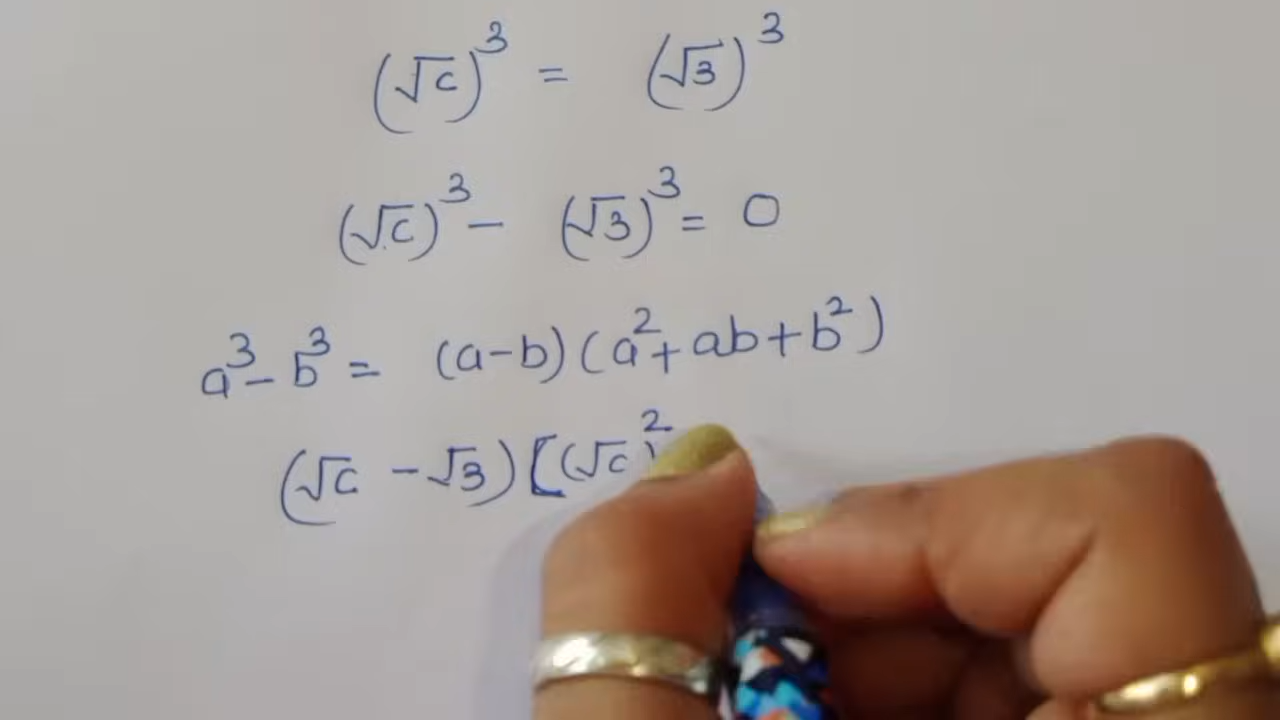 (√c)³ = (√3)³
(√c)³ - (√3)³ = 0
a³ - b³ = (a-b)(a²+ab+b²)
(√c - √3)[(√c)²